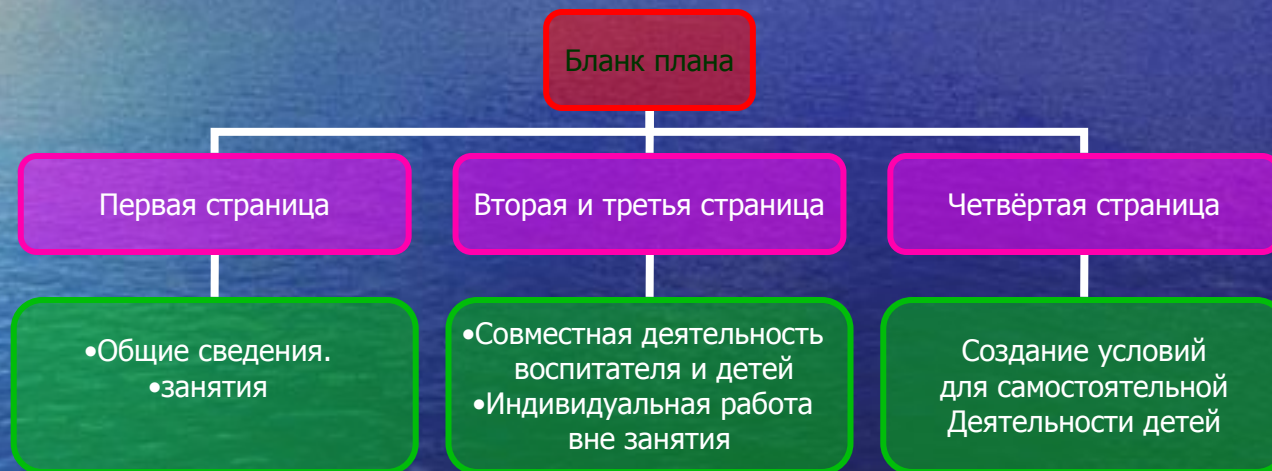 Бланк плана
Первая страница
Вторая и третья страница
Четвёртая страница
•Общие сведения.
•занятия
•Совместная деятельность
воспитателя и детей
•Индивидуальная работа
вне занятия
Создание условий
для самостоятельной
Деятельности детей